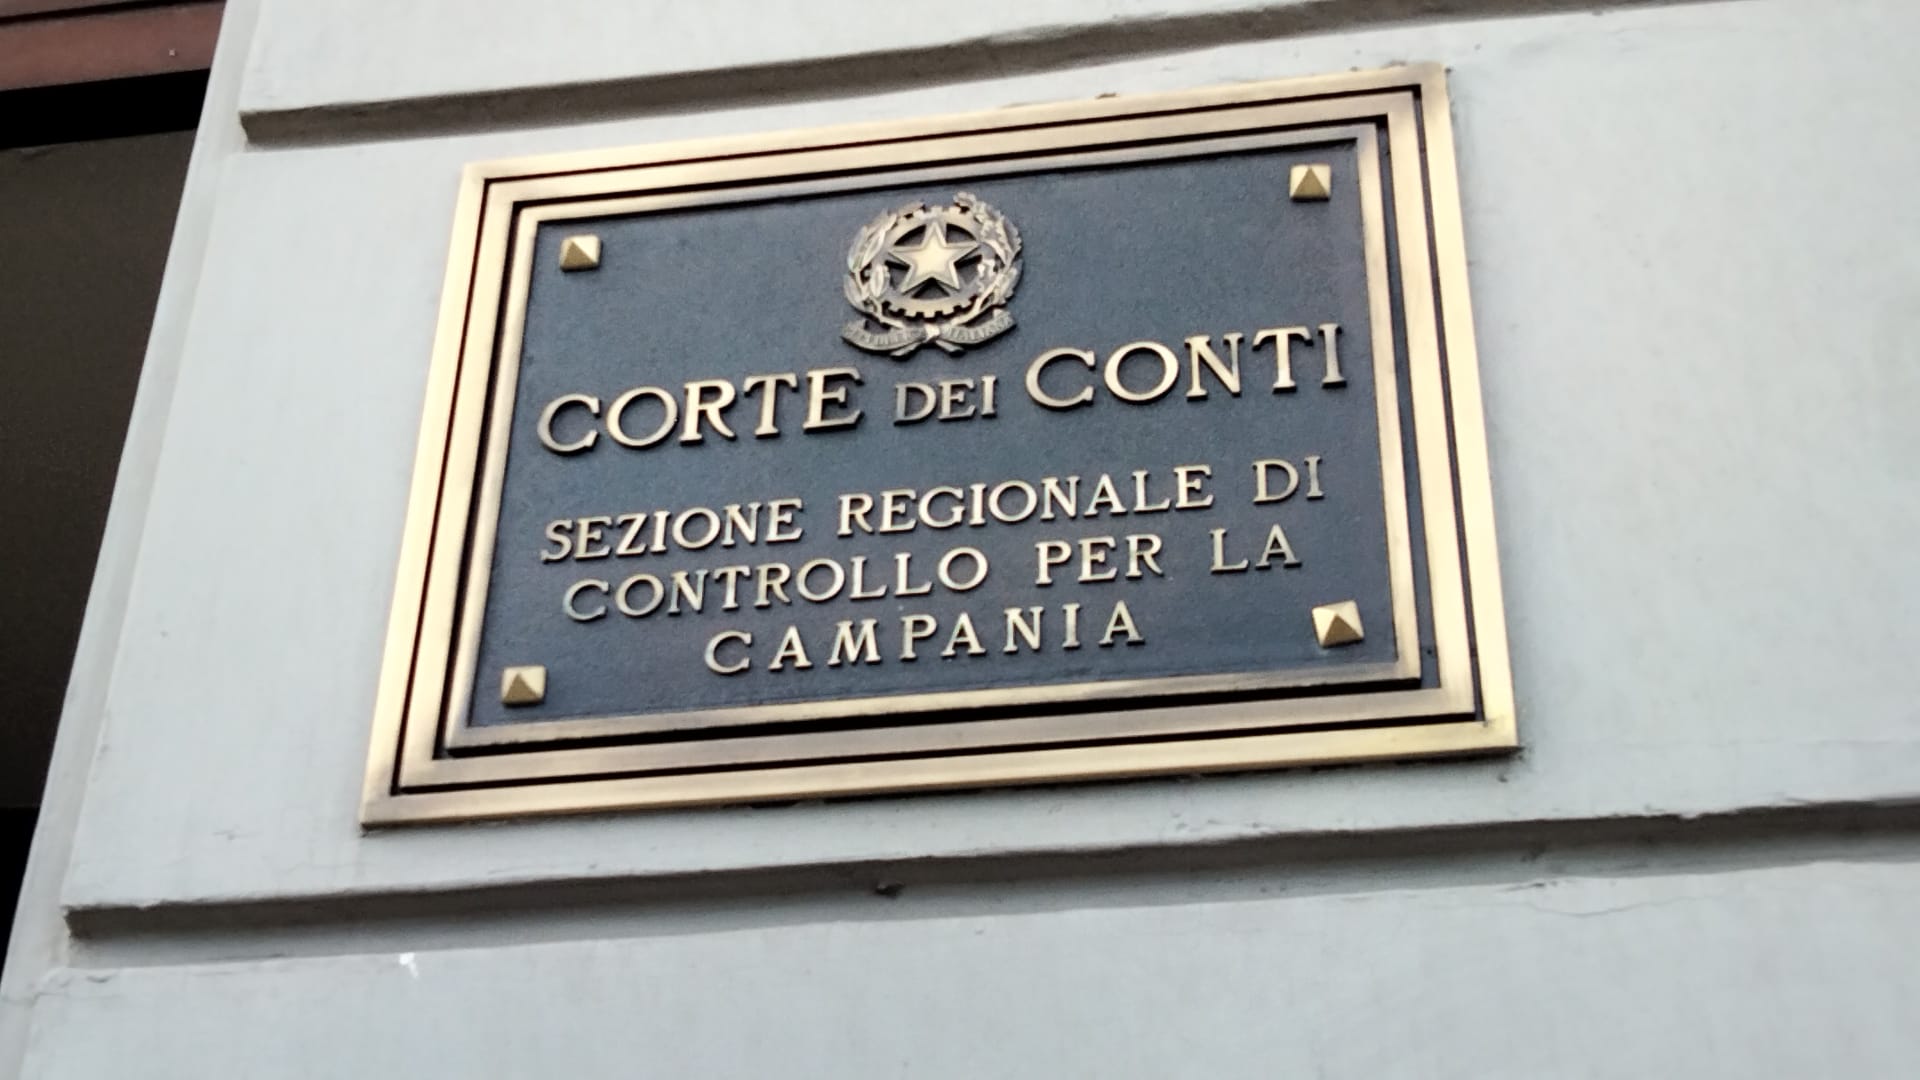 CORTE DEI CONTI
SEZIONE REGIONALE DI
CONTROLLO PER LA
CAMPANIA